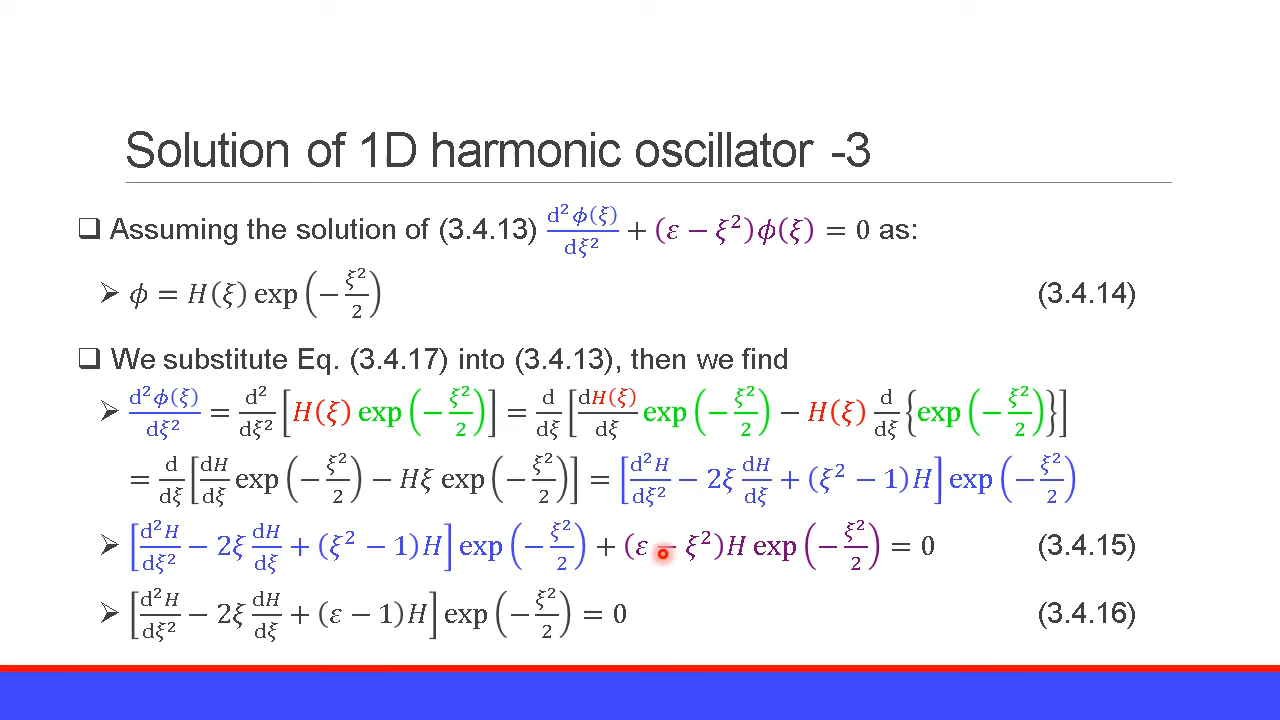 Solution of 1D harmonic oscillator -3
❑ Assuming the solution of (3.4.13) d²ϕ(ξ)/dξ² + (ε − ξ²)ϕ(ξ) = 0 as:
➢ ϕ = H(ξ) exp(−ξ²/2) (3.4.14)
❑ We substitute Eq. (3.4.17) into (3.4.13), then we find
➢ d²ϕ(ξ)/dξ² = d²/dξ² [H(ξ) exp(−ξ²/2)] = d/dξ [dH(ξ)/dξ exp(−ξ²/2) − H(ξ) d/dξ {exp(−ξ²/2)}]
= d/dξ [dH/dξ exp(−ξ²/2) − Hξ exp(−ξ²/2)] = [d²H/dξ² − 2ξ dH/dξ + (ξ² − 1)H] exp(−ξ²/2)
➢ [d²H/dξ² − 2ξ dH/dξ + (ξ² − 1)H] exp(−ξ²/2) + (ε − ξ²)H exp(−ξ²/2) = 0 (3.4.15)
➢ [d²H/dξ² − 2ξ dH/dξ + (ε − 1)H] exp(−ξ²/2) = 0 (3.4.16)